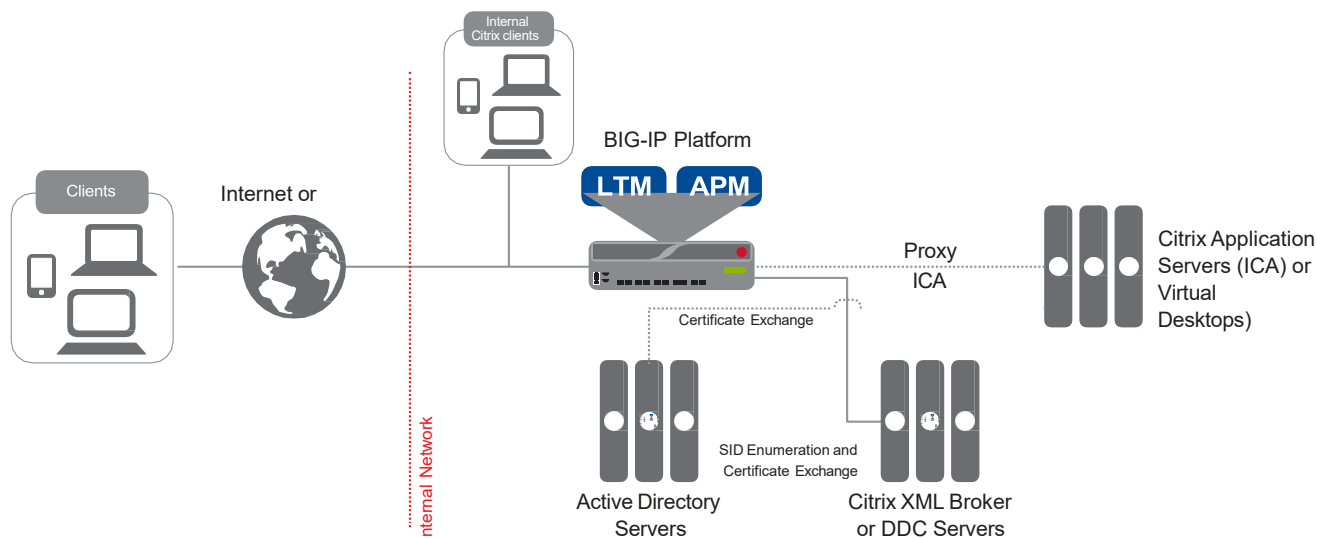 Internal
Citrix clients
BIG-IP Platform
LTM
APM
Clients
Internet or
Proxy
ICA
Citrix Application
Servers (ICA) or
Virtual
Desktops)
Certificate Exchange
nternal Network
SID Enumeration and
Certificate Exchange
Active Directory
Servers
Citrix XML Broker
or DDC Servers